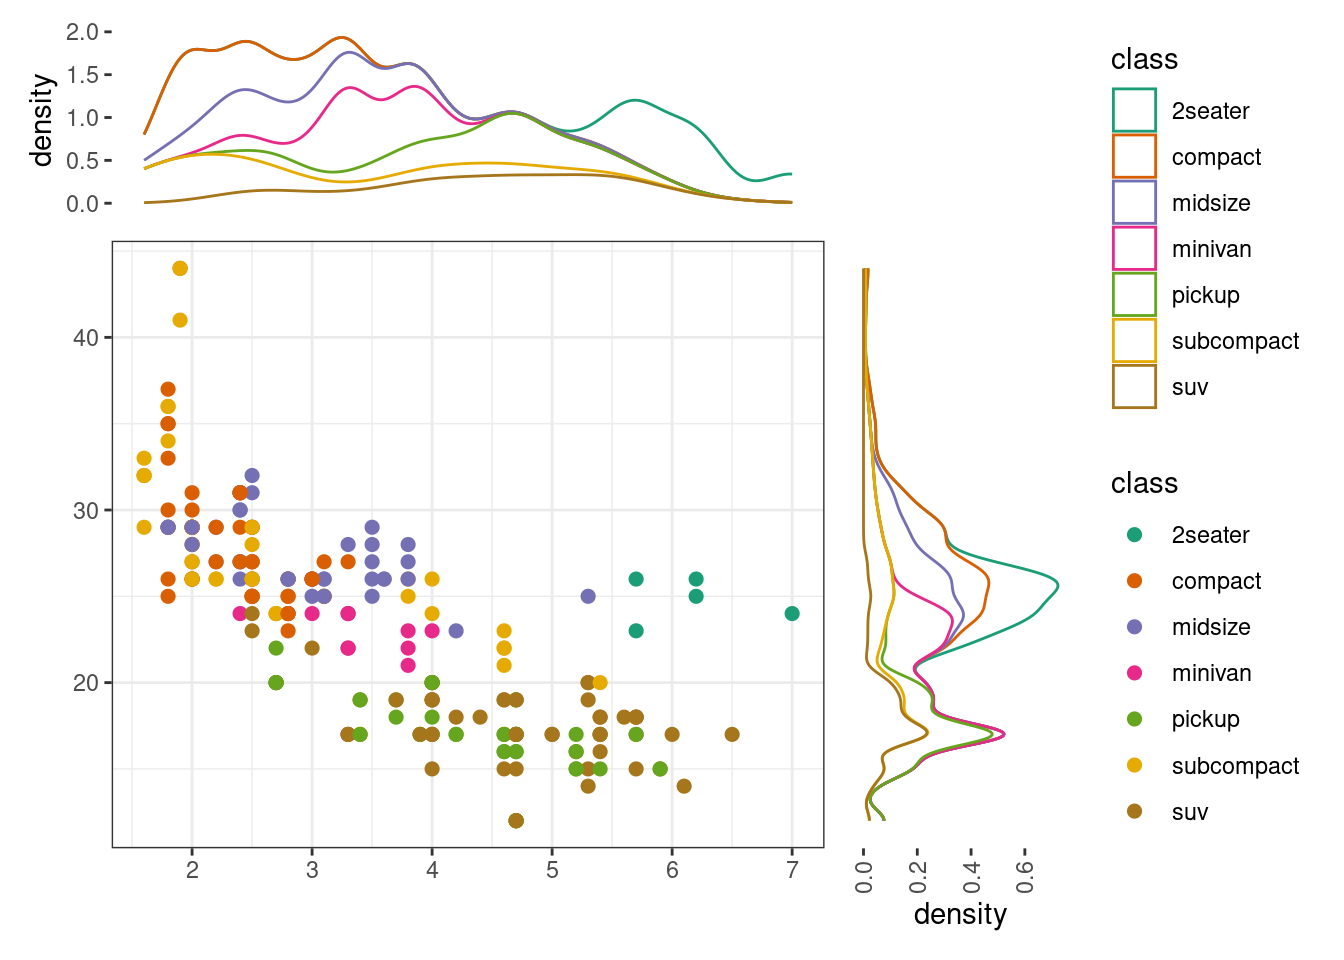 density
2.0
1.5
1.0
0.5
0.0
40
30
20
2 3 4 5 6 7
0.0 0.2 0.4 0.6
density
class
2seater
compact
midsize
minivan
pickup
subcompact
suv
class
2seater
compact
midsize
minivan
pickup
subcompact
suv